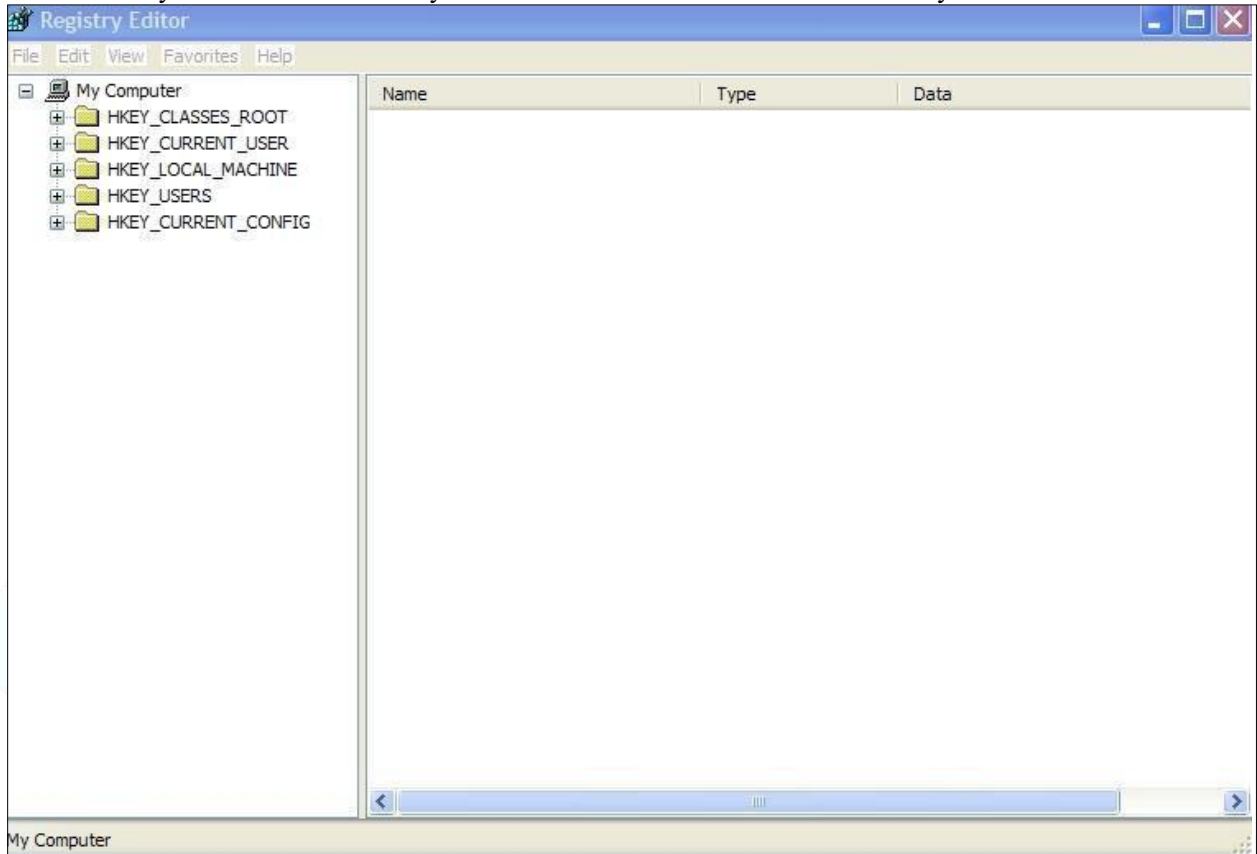 Registry Editor
File Edit View Favorites Help
My Computer
Name Type Data
HKEY_CLASSES_ROOT
HKEY_CURRENT_USER
HKEY_LOCAL_MACHINE
HKEY_USERS
HKEY_CURRENT_CONFIG
My Computer